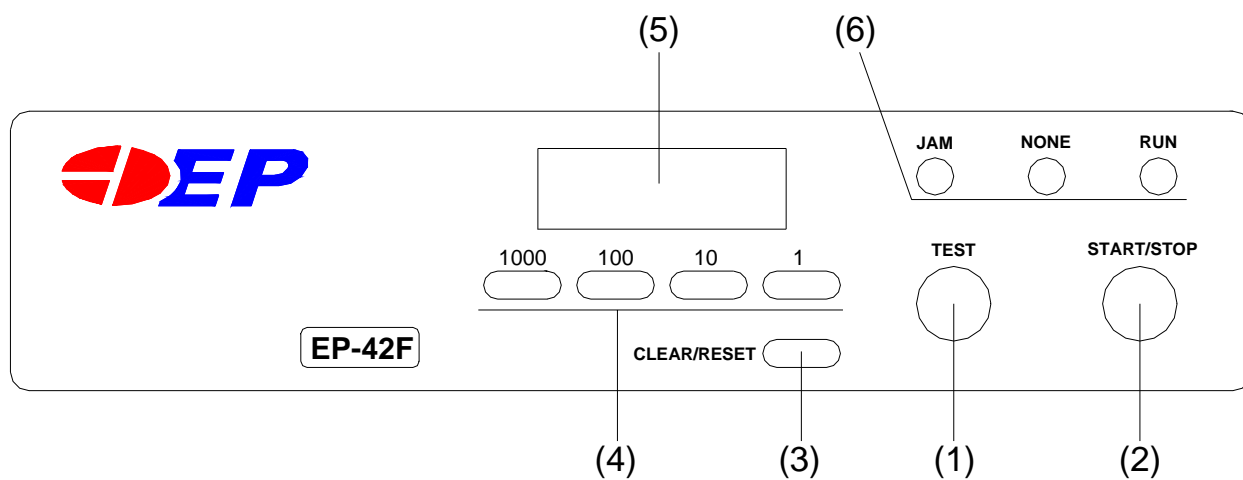 (5) (6)
JAM NONE RUN
EP
1000 100 10 1
TEST START/STOP
EP-42F
CLEAR/RESET
(4) (3) (1) (2)